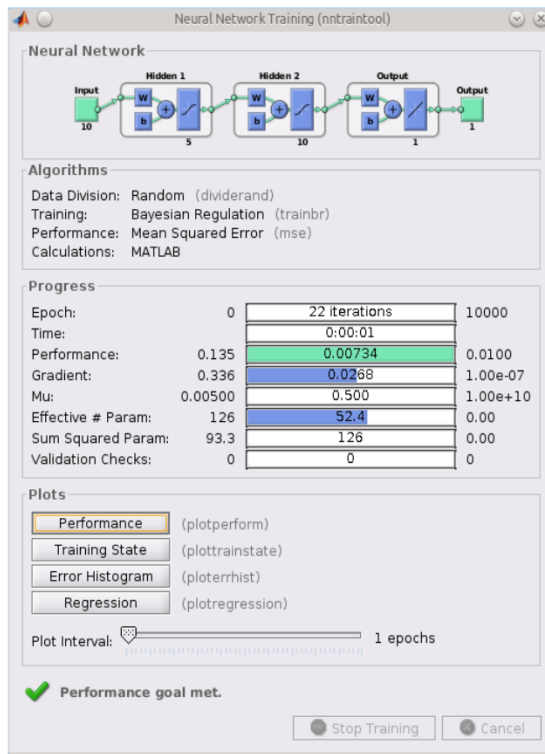 Neural Network Training (nntraintool)
Neural Network
Hidden 1 Hidden 2 Output
Input Output
W W W
b b b
10 1
5 10 1
Algorithms
Data Division: Random (dividerand)
Training: Bayesian Regulation (trainbr)
Performance: Mean Squared Error (mse)
Calculations: MATLAB
Progress
Epoch: 0 22 iterations 10000
Time: 0:00:01
Performance: 0.135 0.00734 0.0100
Gradient: 0.336 0.0268 1.00e-07
Mu: 0.00500 0.500 1.00e+10
Effective # Param: 126 52.4 0.00
Sum Squared Param: 93.3 126 0.00
Validation Checks: 0 0 0
Plots
Performance (plotperform)
Training State (plottrainstate)
Error Histogram (ploterrhist)
Regression (plotregression)
Plot Interval: 1 epochs
Performance goal met.
Stop Training Cancel